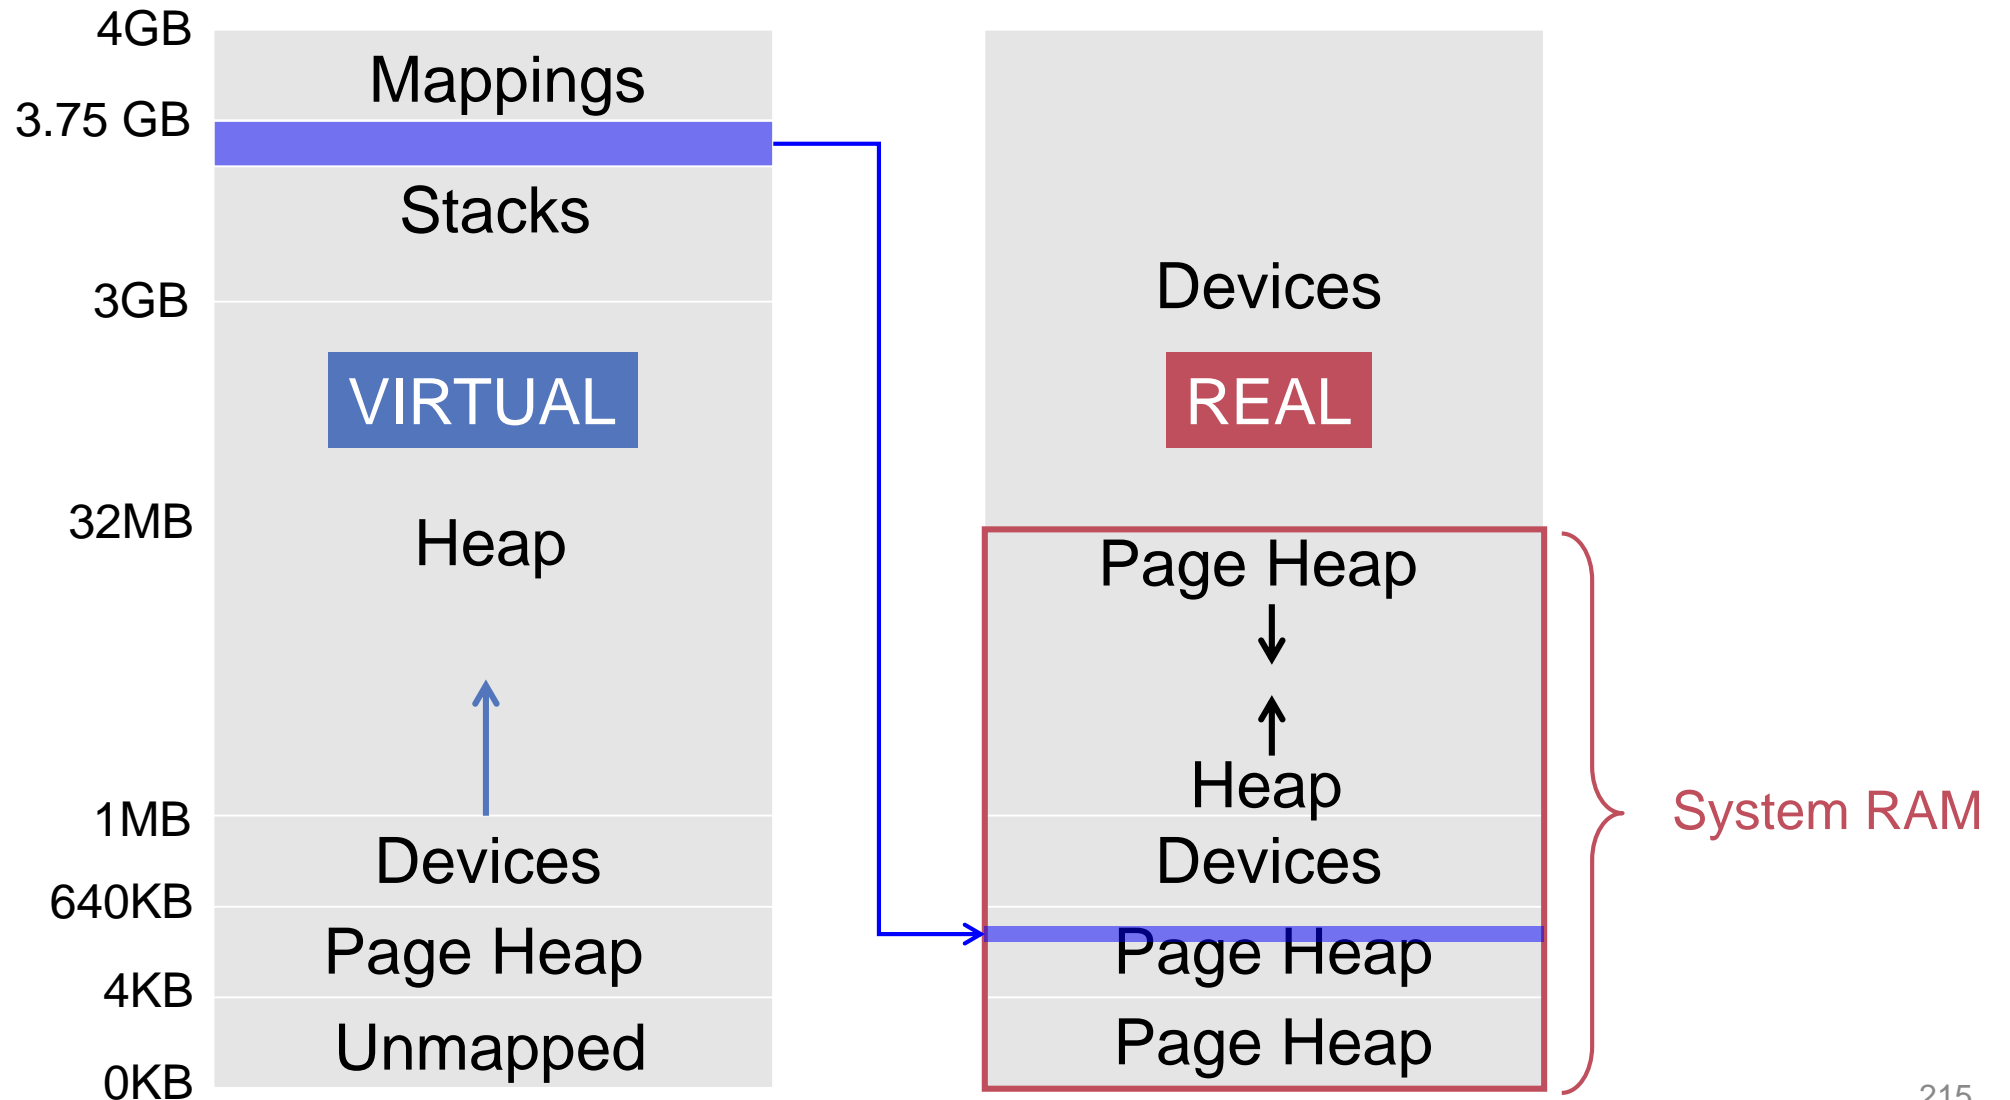 4GB
Mappings
3.75 GB
Stacks
3GB
Devices
VIRTUAL
REAL
32MB
Heap
Page Heap
Heap
1MB
System RAM
Devices
Devices
640KB
Page Heap
Page Heap
4KB
Unmapped
Page Heap
0KB
215